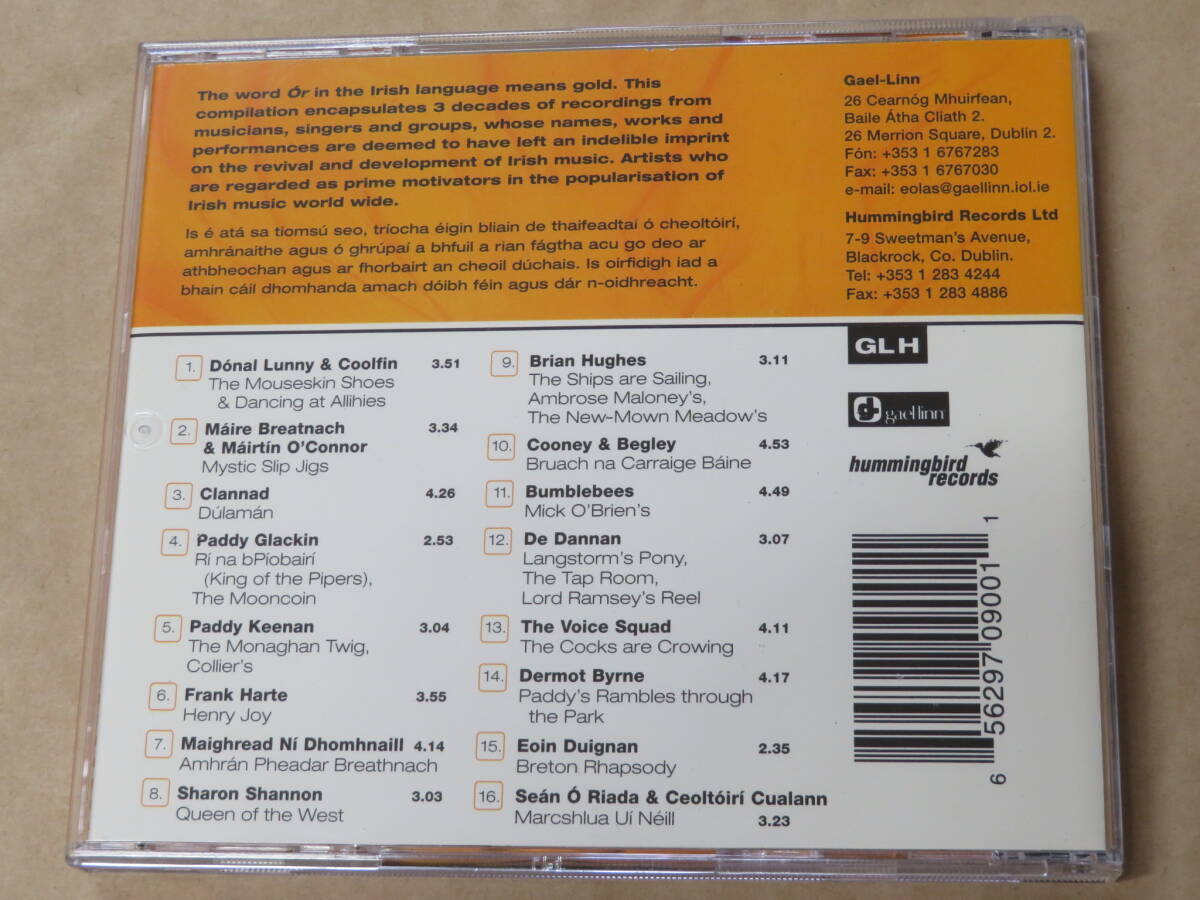 The word Ór in the Irish language means gold. This
compilation encapsulates 3 decades of recordings from
musicians, singers and groups, whose names, works and
performances are deemed to have left an indelible imprint
on the revival and development of Irish music. Artists who
are regarded as prime motivators in the popularisation of
Irish music world wide.
Is é atá sa tiomsú seo, tríocha éigin bliain de thaifeadtaí ó cheoltóirí,
amhránaithe agus ó ghrúpaí a bhfuil a rian fágtha acu go deo ar
athbheochan agus ar fhorbairt an cheoil dúchais. Is oirfidigh iad a
bhain cáil dhomhanda amach dóibh féin agus dár n-oidhreacht.
Gael-Linn
26 Cearnóg Mhuirfean,
Baile Átha Cliath 2.
26 Merrion Square, Dublin 2.
Fón: +353 1 6767283
Fax: +353 1 6767030
e-mail: eolas@gaellinn.iol.ie
Hummingbird Records Ltd
7-9 Sweetman's Avenue,
Blackrock, Co. Dublin.
Tel: +353 1 283 4244
Fax: +353 1 283 4886
1. Dónal Lunny & Coolfin 3.51
The Mouseskin Shoes
& Dancing at Allihies
2. Máire Breatnach 3.34
& Máirtín O'Connor
Mystic Slip Jigs
3. Clannad 4.26
Dúlamán
4. Paddy Glackin 2.53
Rí na bPíobairí
(King of the Pipers),
The Mooncoin
5. Paddy Keenan 3.04
The Monaghan Twig,
Collier's
6. Frank Harte 3.55
Henry Joy
7. Maighread Ní Dhomhnaill 4.14
Amhrán Pheadar Breathnach
8. Sharon Shannon 3.03
Queen of the West
9. Brian Hughes 3.11
The Ships are Sailing,
Ambrose Maloney's,
The New-Mown Meadow's
10. Cooney & Begley 4.53
Bruach na Carraige Báine
11. Bumblebees 4.49
Mick O'Brien's
12. De Dannan 3.07
Langstorm's Pony,
The Tap Room,
Lord Ramsey's Reel
13. The Voice Squad 4.11
The Cocks are Crowing
14. Dermot Byrne 4.17
Paddy's Rambles through
the Park
15. Eoin Duignan 2.35
Breton Rhapsody
16. Seán Ó Riada & Ceoltóirí Cualann
Marcshlua Uí Néill 3.23
GLH
gael-linn
hummingbird
records
6 56297 09001 1